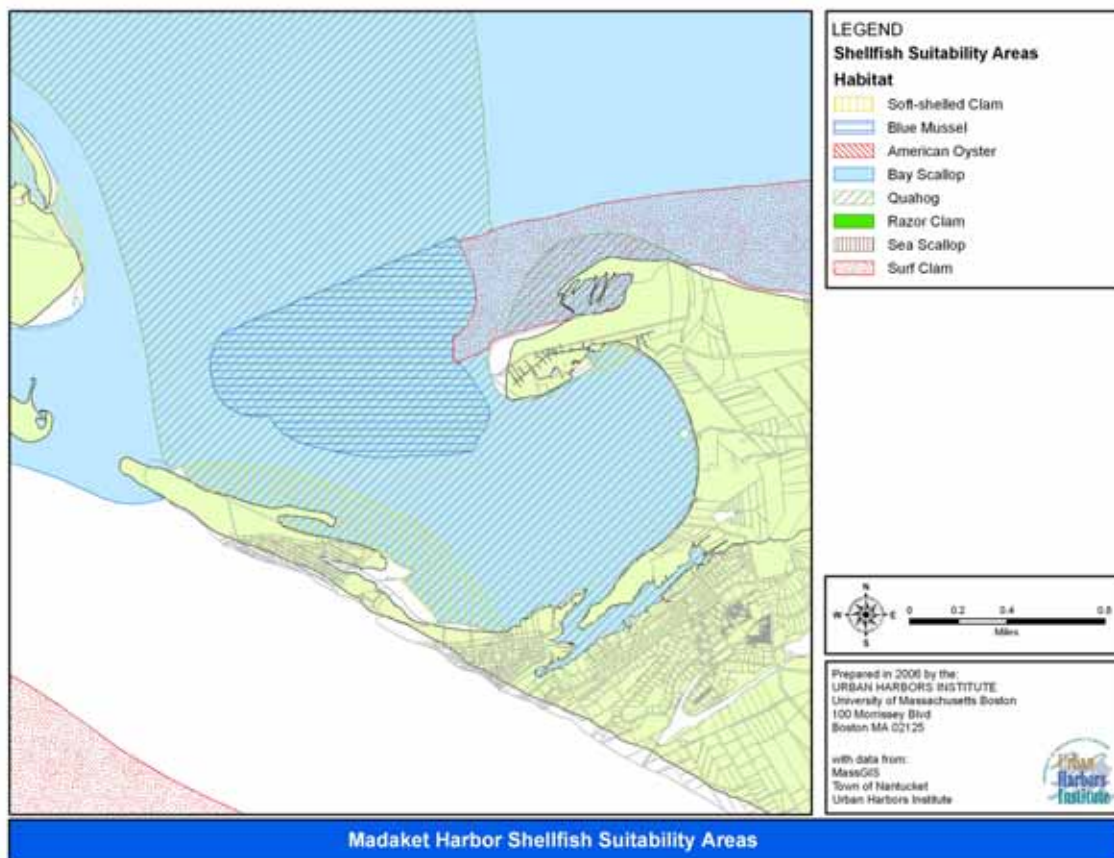 LEGEND
Shellfish Suitability Areas
Habitat
Soft-shelled Clam
Blue Mussel
American Oyster
Bay Scallop
Quahog
Razor Clam
Sea Scallop
Surf Clam
N
W E
S
0 0.2 0.4 0.8
Miles
Prepared in 2006 by the:
URBAN HARBORS INSTITUTE
University of Massachusetts Boston
100 Morrissey Blvd
Boston MA 02125
with data from:
MassGIS
Town of Nantucket
Urban Harbors Institute
Urban
Harbors
Institute
Madaket Harbor Shellfish Suitability Areas